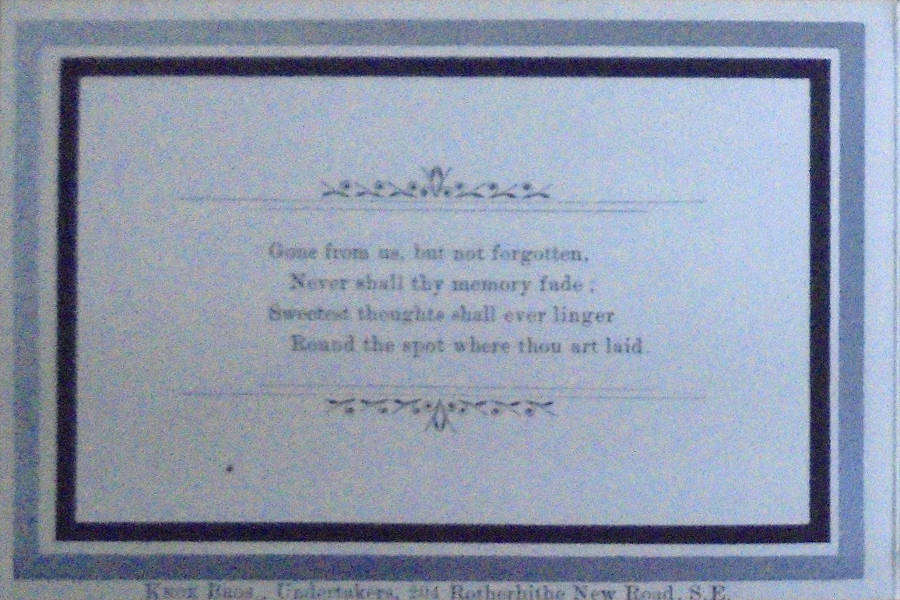 Gone from us, but not forgotten,
Never shall thy memory fade ;
Sweetest thoughts shall ever linger
Round the spot where thou art laid.
Knox Bros., Undertakers, 204 Rotherhithe New Road, S.E.